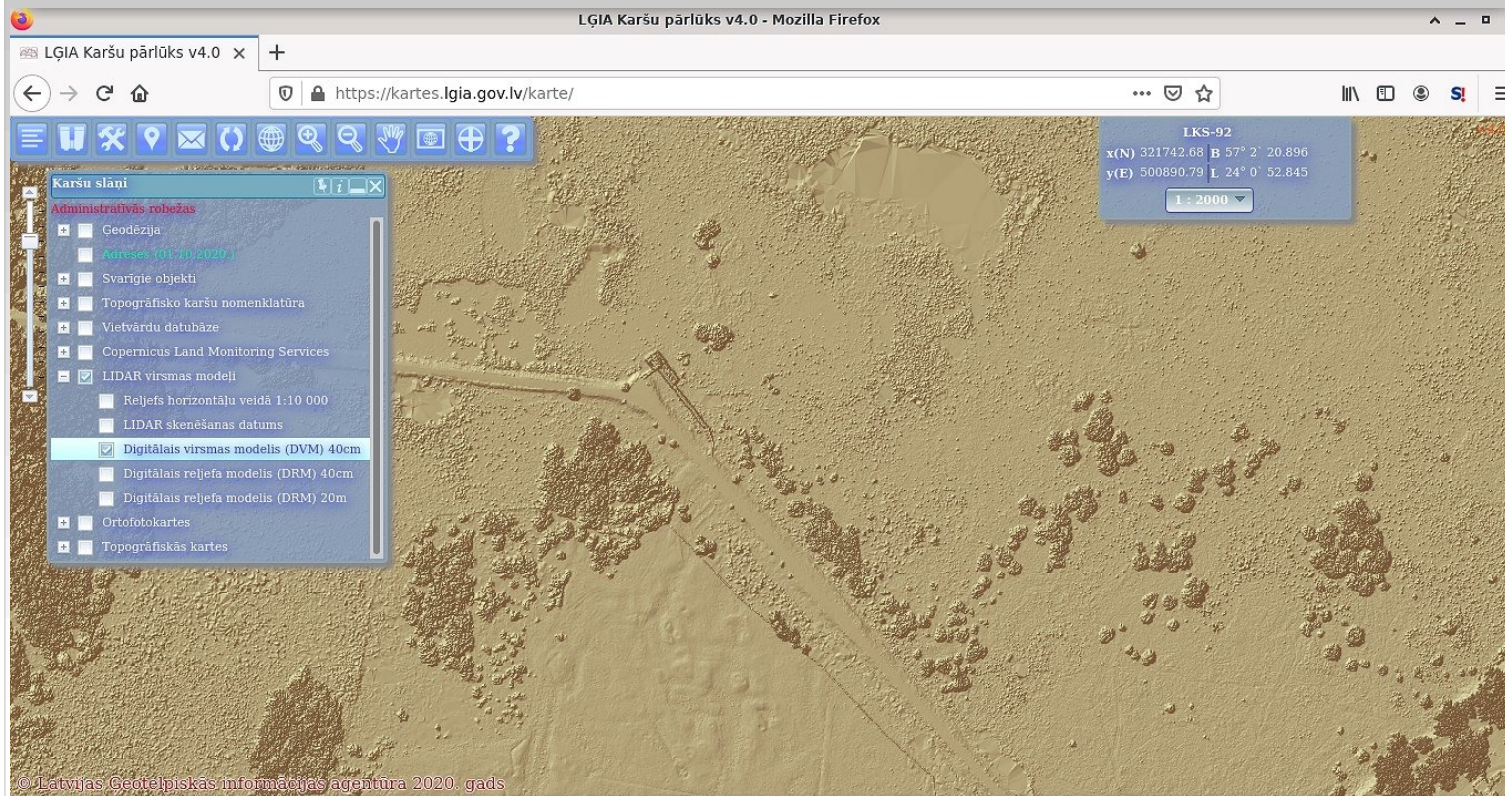 LĢIA Karšu pārlūks v4.0 - Mozilla Firefox
LĢIA Karšu pārlūks v4.0
https://kartes.lgia.gov.lv/karte/
S!
?
LKS-92
x(N) 321742.68 B 57° 2` 20.896
y(E) 500890.79 L 24° 0` 52.845
1 : 2000
Karšu slāņi
Administratīvās robežas
Geodēzija
Adreses (01.10.2020.)
Svarīgie objekti
Topogrāfisko karšu nomenklatūra
Vietvārdu datubāze
Copernicus Land Monitoring Services
LIDAR virsmas modeļi
Reljefs horizontāļu veidā 1:10 000
LIDAR skenēšanas datums
Digitālais virsmas modelis (DVM) 40cm
Digitālais reljefa modelis (DRM) 40cm
Digitālais reljefa modelis (DRM) 20m
Ortofotokartes
Topogrāfiskās kartes
© Latvijas Ģeotelpiskās informācijas aģentūra 2020. gads